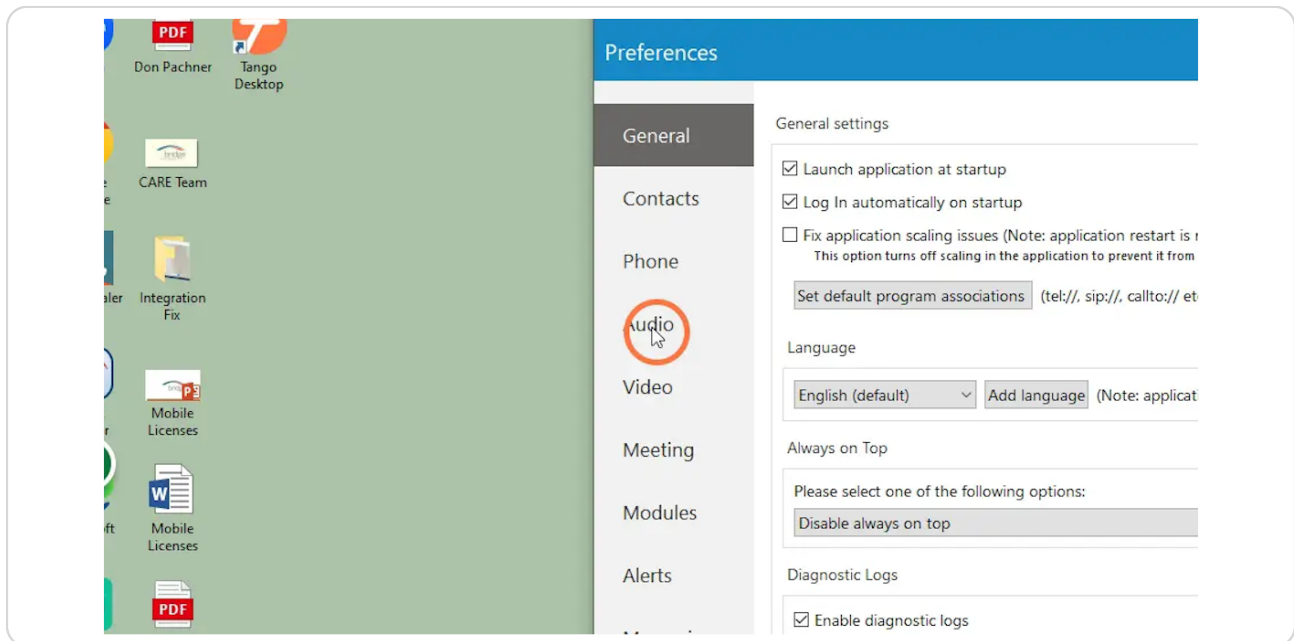 PDF
Don Pachner
Tango
Desktop
bridge
CARE Team
Integration
Fix
Mobile
Licenses
W
Mobile
Licenses
PDF
Preferences
General
Contacts
Phone
Audio
Video
Meeting
Modules
Alerts
General settings
Launch application at startup
Log In automatically on startup
Fix application scaling issues (Note: application restart is
This option turns off scaling in the application to prevent it from
Set default program associations (tel://, sip://, callto://
Language
English (default) Add language (Note:
Always on Top
Please select one of the following options:
Disable always on top
Diagnostic Logs
Enable diagnostic logs